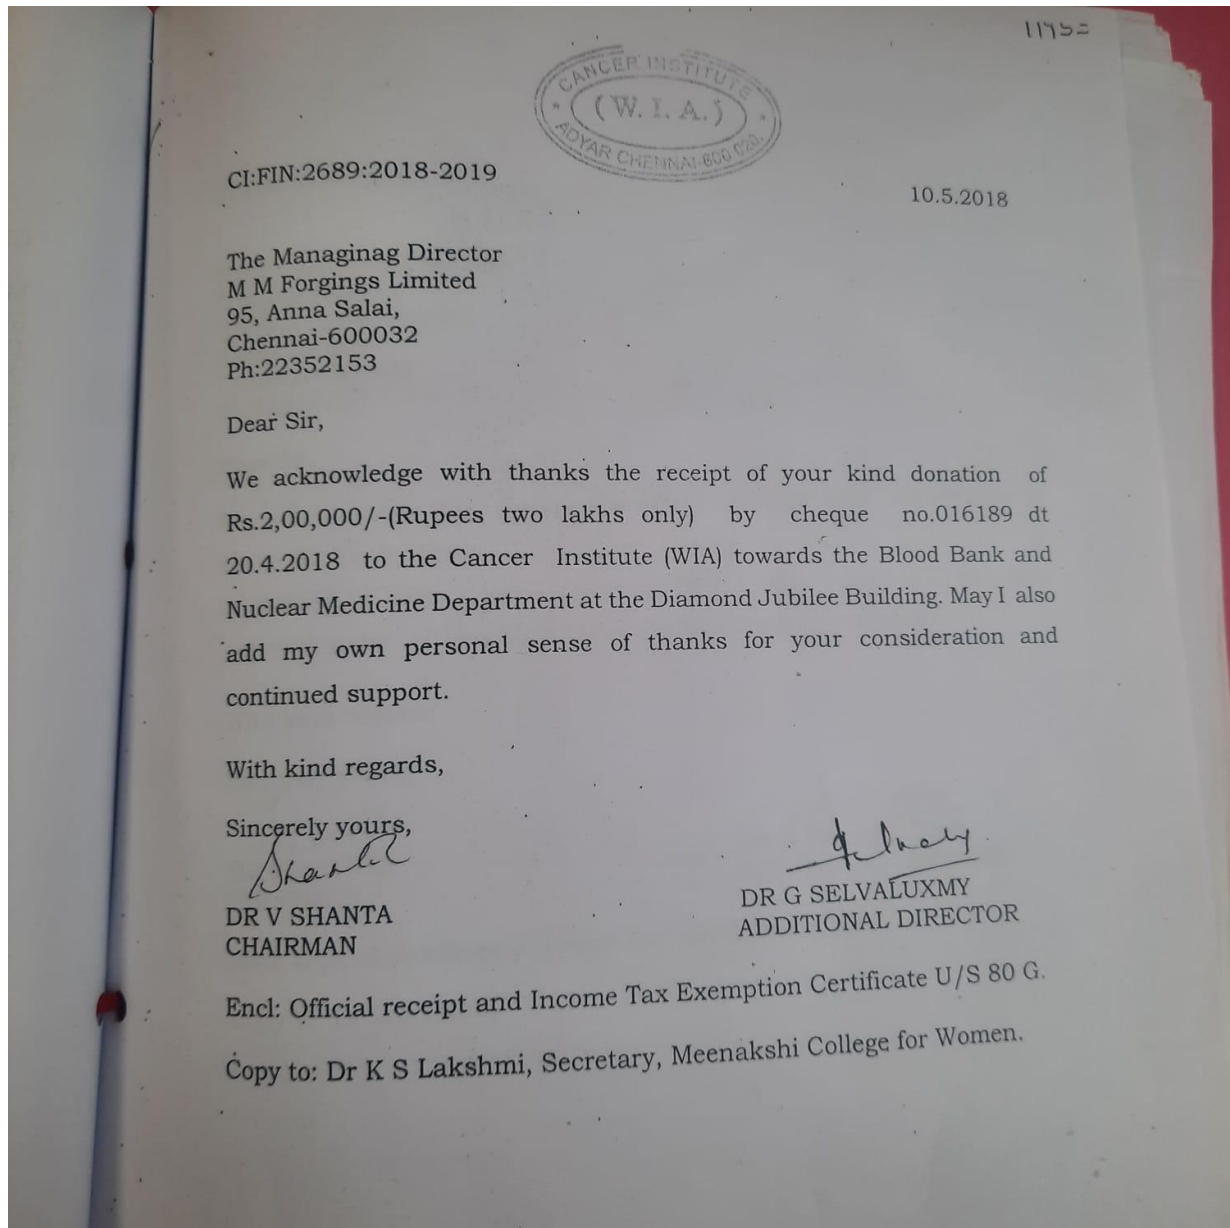 CANCER INSTITUTE
(W. I. A.)
ADYAR CHENNAI-600 020.
CI:FIN:2689:2018-2019
10.5.2018
The Managinag Director
M M Forgings Limited
95, Anna Salai,
Chennai-600032
Ph:22352153
Dear Sir,
We acknowledge with thanks the receipt of your kind donation of
Rs.2,00,000/-(Rupees two lakhs only) by cheque no.016189 dt
20.4.2018 to the Cancer Institute (WIA) towards the Blood Bank and
Nuclear Medicine Department at the Diamond Jubilee Building. May I also
add my own personal sense of thanks for your consideration and
continued support.
With kind regards,
Sincerely yours,
Shanta
DR V SHANTA
CHAIRMAN
DR G SELVALUXMY
ADDITIONAL DIRECTOR
Encl: Official receipt and Income Tax Exemption Certificate U/S 80 G.
Copy to: Dr K S Lakshmi, Secretary, Meenakshi College for Women.